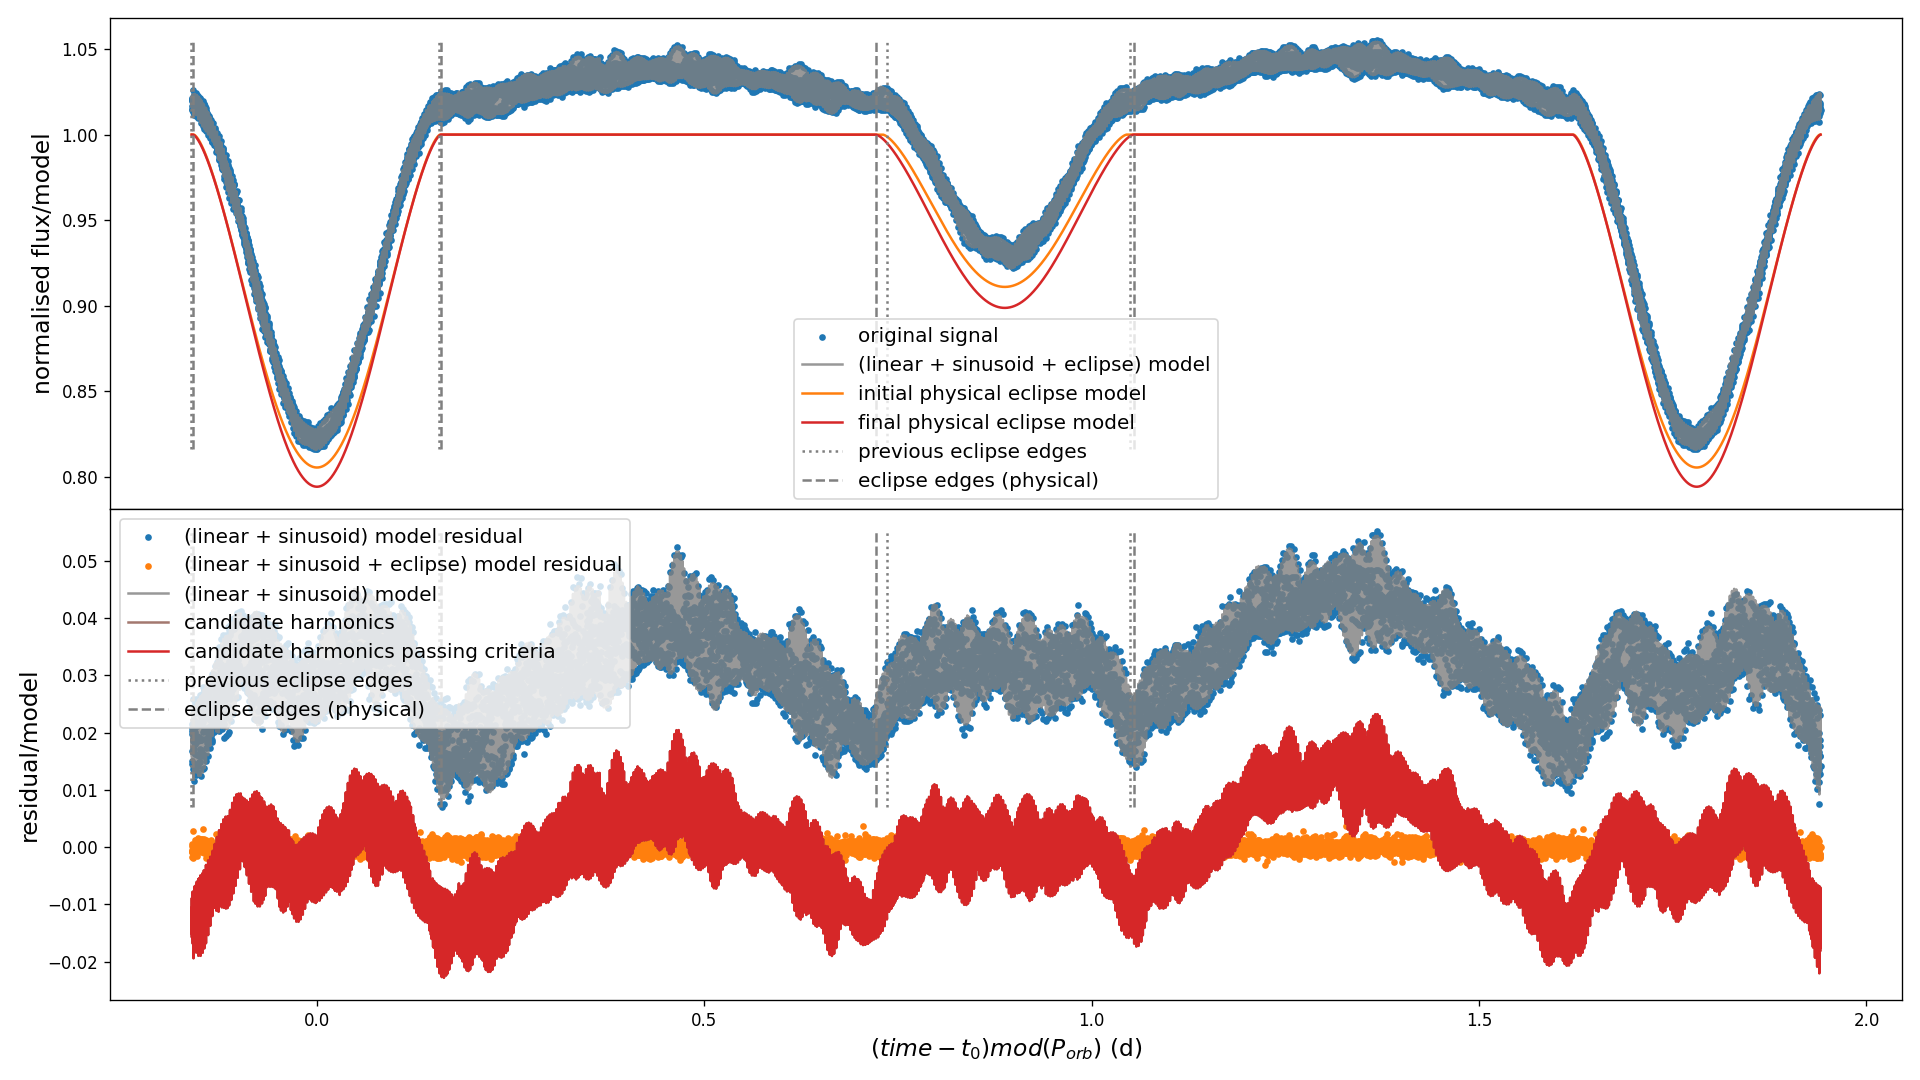 normalised flux/model
1.05
1.00
0.95
0.90
0.85
0.80
original signal
(linear + sinusoid + eclipse) model
initial physical eclipse model
final physical eclipse model
previous eclipse edges
eclipse edges (physical)
residual/model
0.05
0.04
0.03
0.02
0.01
0.00
−0.01
−0.02
(linear + sinusoid) model residual
(linear + sinusoid + eclipse) model residual
(linear + sinusoid) model
candidate harmonics
candidate harmonics passing criteria
previous eclipse edges
eclipse edges (physical)
0.0 0.5 1.0 1.5 2.0
(time − t₀)mod(Pₒᵣb) (d)